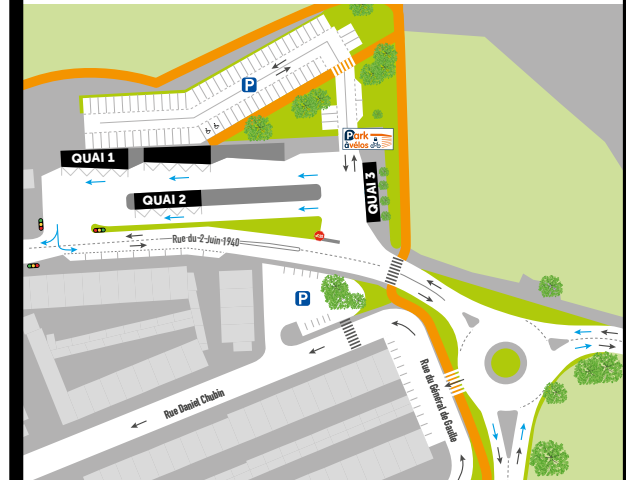 P
Park
àvélos
QUAI 1
QUAI 2
QUAI 3
Rue du 2 Juin 1940
P
Rue Daniel Chubin
Rue du Général de Gaulle